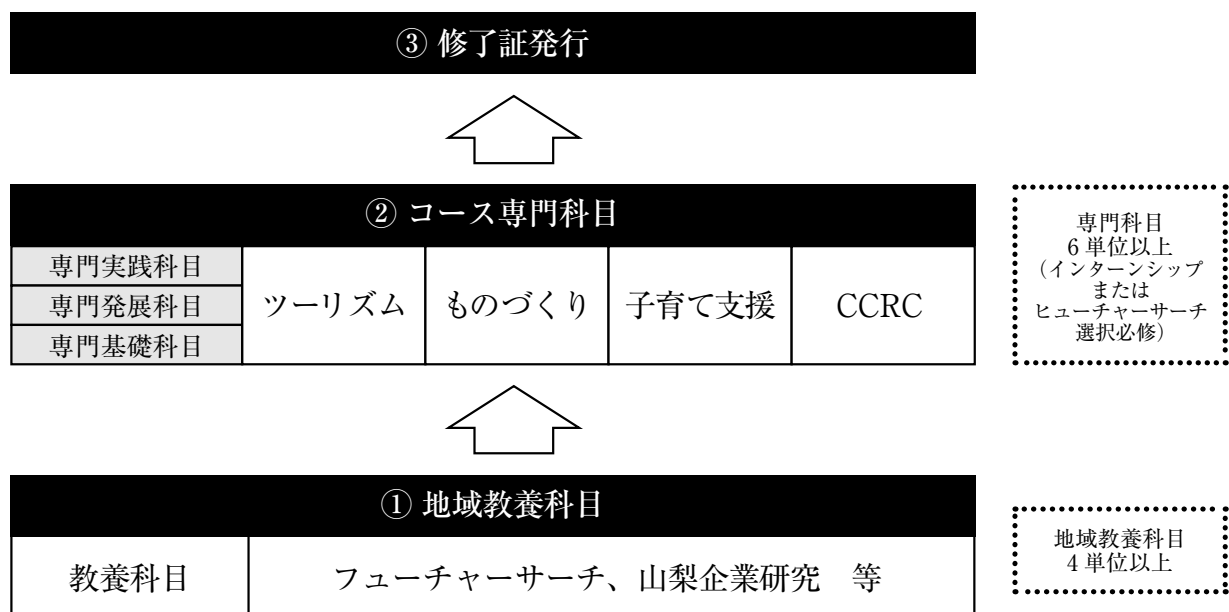 ③ 修了証発行
② コース専門科目
専門実践科目
専門発展科目
専門基礎科目
ツーリズム
ものづくり
子育て支援
CCRC
専門科目
6 単位以上
(インターンシップ
または
ヒューチャーサーチ
選択必修)
① 地域教養科目
教養科目
フューチャーサーチ、山梨企業研究　等
地域教養科目
4 単位以上